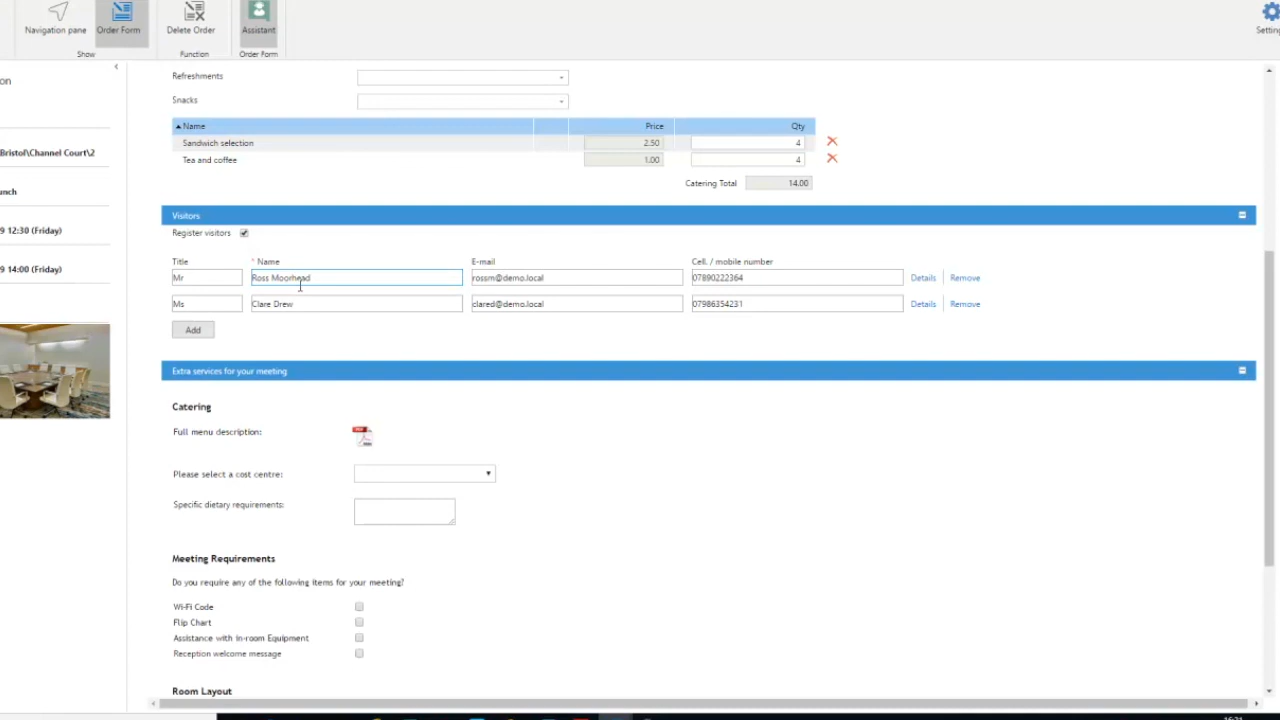 Navigation pane Order Form Delete Order Assistant
Show Function Order Form
Refreshments
Snacks
Name Price Qty
Sandwich selection 2.50 4
Tea and coffee 1.00 4
Catering Total 14.00
Bristol\Channel Court\2
9 12:30 (Friday)
9 14:00 (Friday)
Visitors
Register visitors
Title * Name E-mail Cell. / mobile number
Mr Ross Moorhead rossm@demo.local 07890222364 Details Remove
Ms Clare Drew clared@demo.local 07986354231 Details Remove
Add
Extra services for your meeting
Catering
Full menu description:
Please select a cost centre:
Specific dietary requirements:
Meeting Requirements
Do you require any of the following items for your meeting?
Wi-Fi Code
Flip Chart
Assistance with in-room Equipment
Reception welcome message
Room Layout